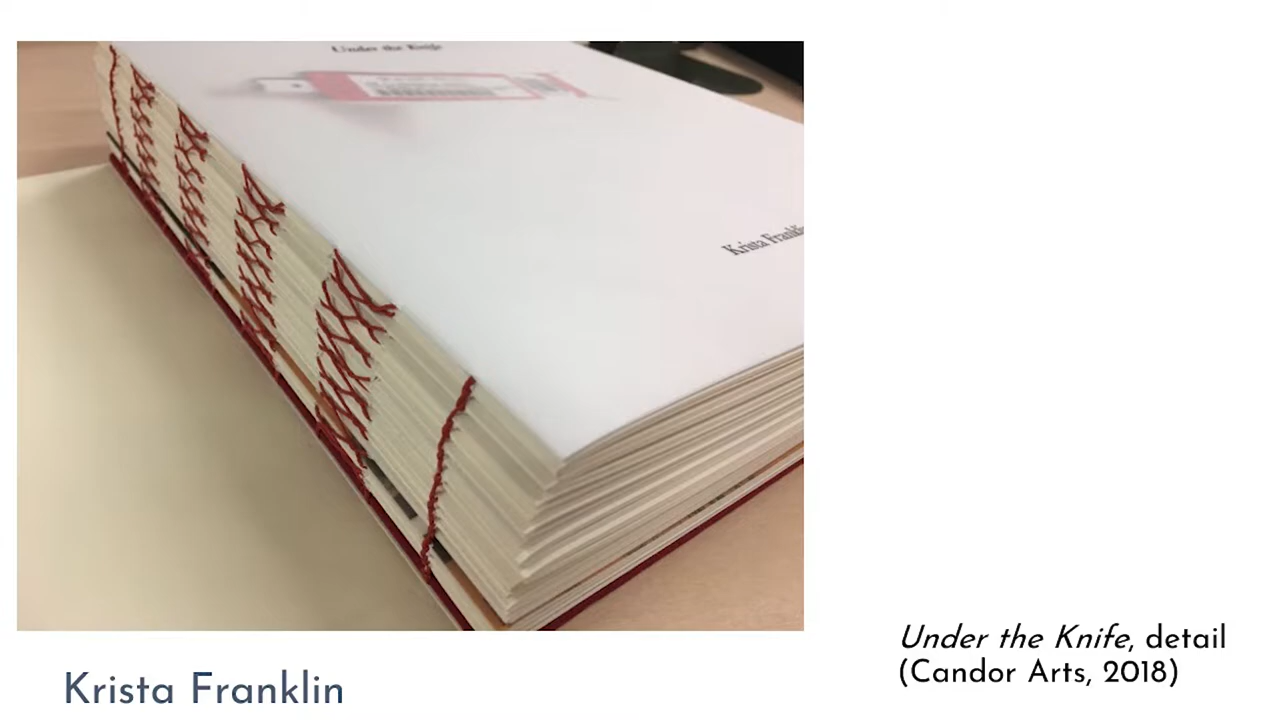 Under the Knife
Krista Franklin
Under the Knife, detail
(Candor Arts, 2018)
Krista Franklin